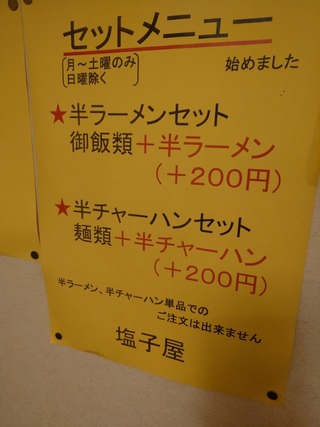 セットメニュー
月〜土曜のみ
日曜除く
始めました
★半ラーメンセット
御飯類＋半ラーメン
（＋200円）
★半チャーハンセット
麺類＋半チャーハン
（＋200円）
半ラーメン、半チャーハン単品での
ご注文は出来ません
塩子屋